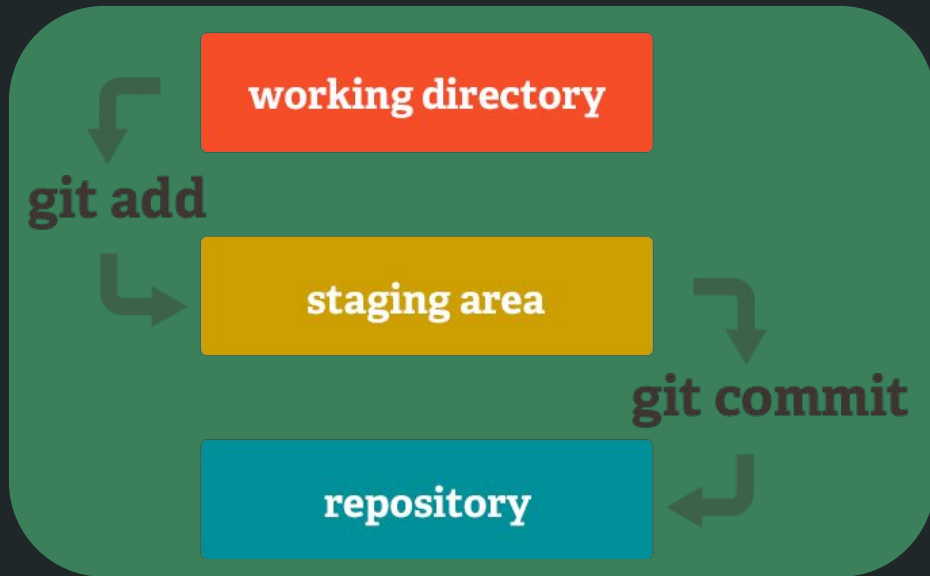 working directory
git add
staging area
git commit
repository